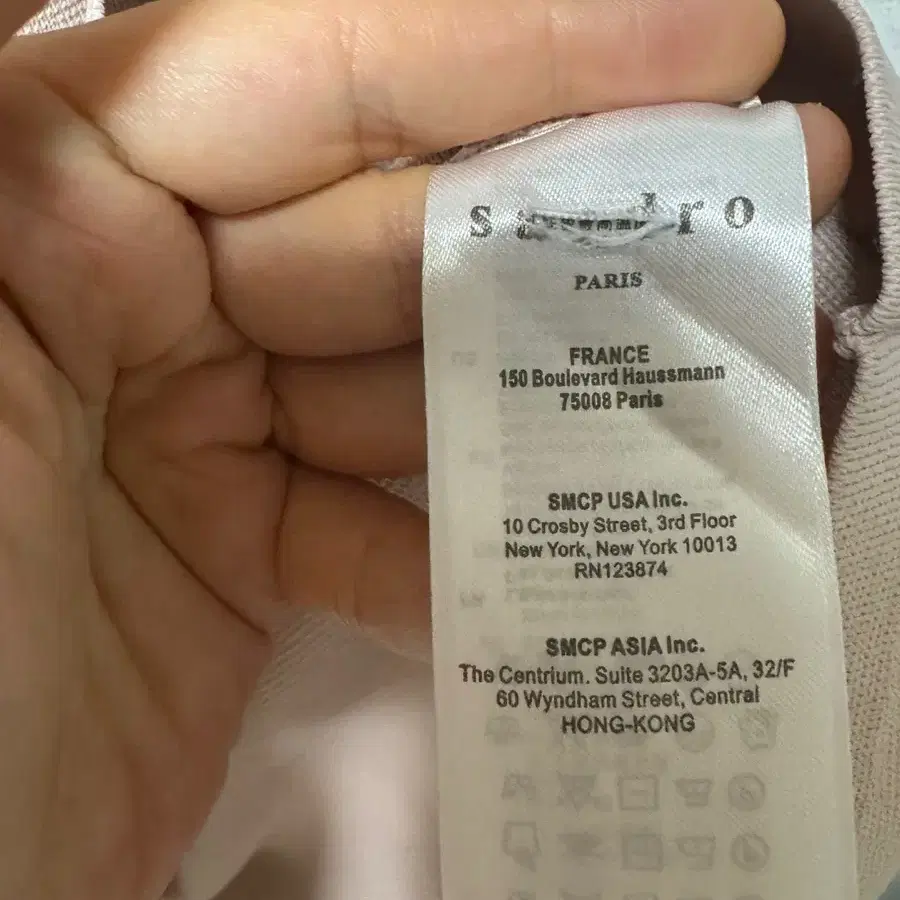 sandro
PARIS
FRANCE
150 Boulevard Haussmann
75008 Paris
SMCP USA Inc.
10 Crosby Street, 3rd Floor
New York, New York 10013
RN123874
SMCP ASIA Inc.
The Centrium. Suite 3203A-5A, 32/F
60 Wyndham Street, Central
HONG-KONG